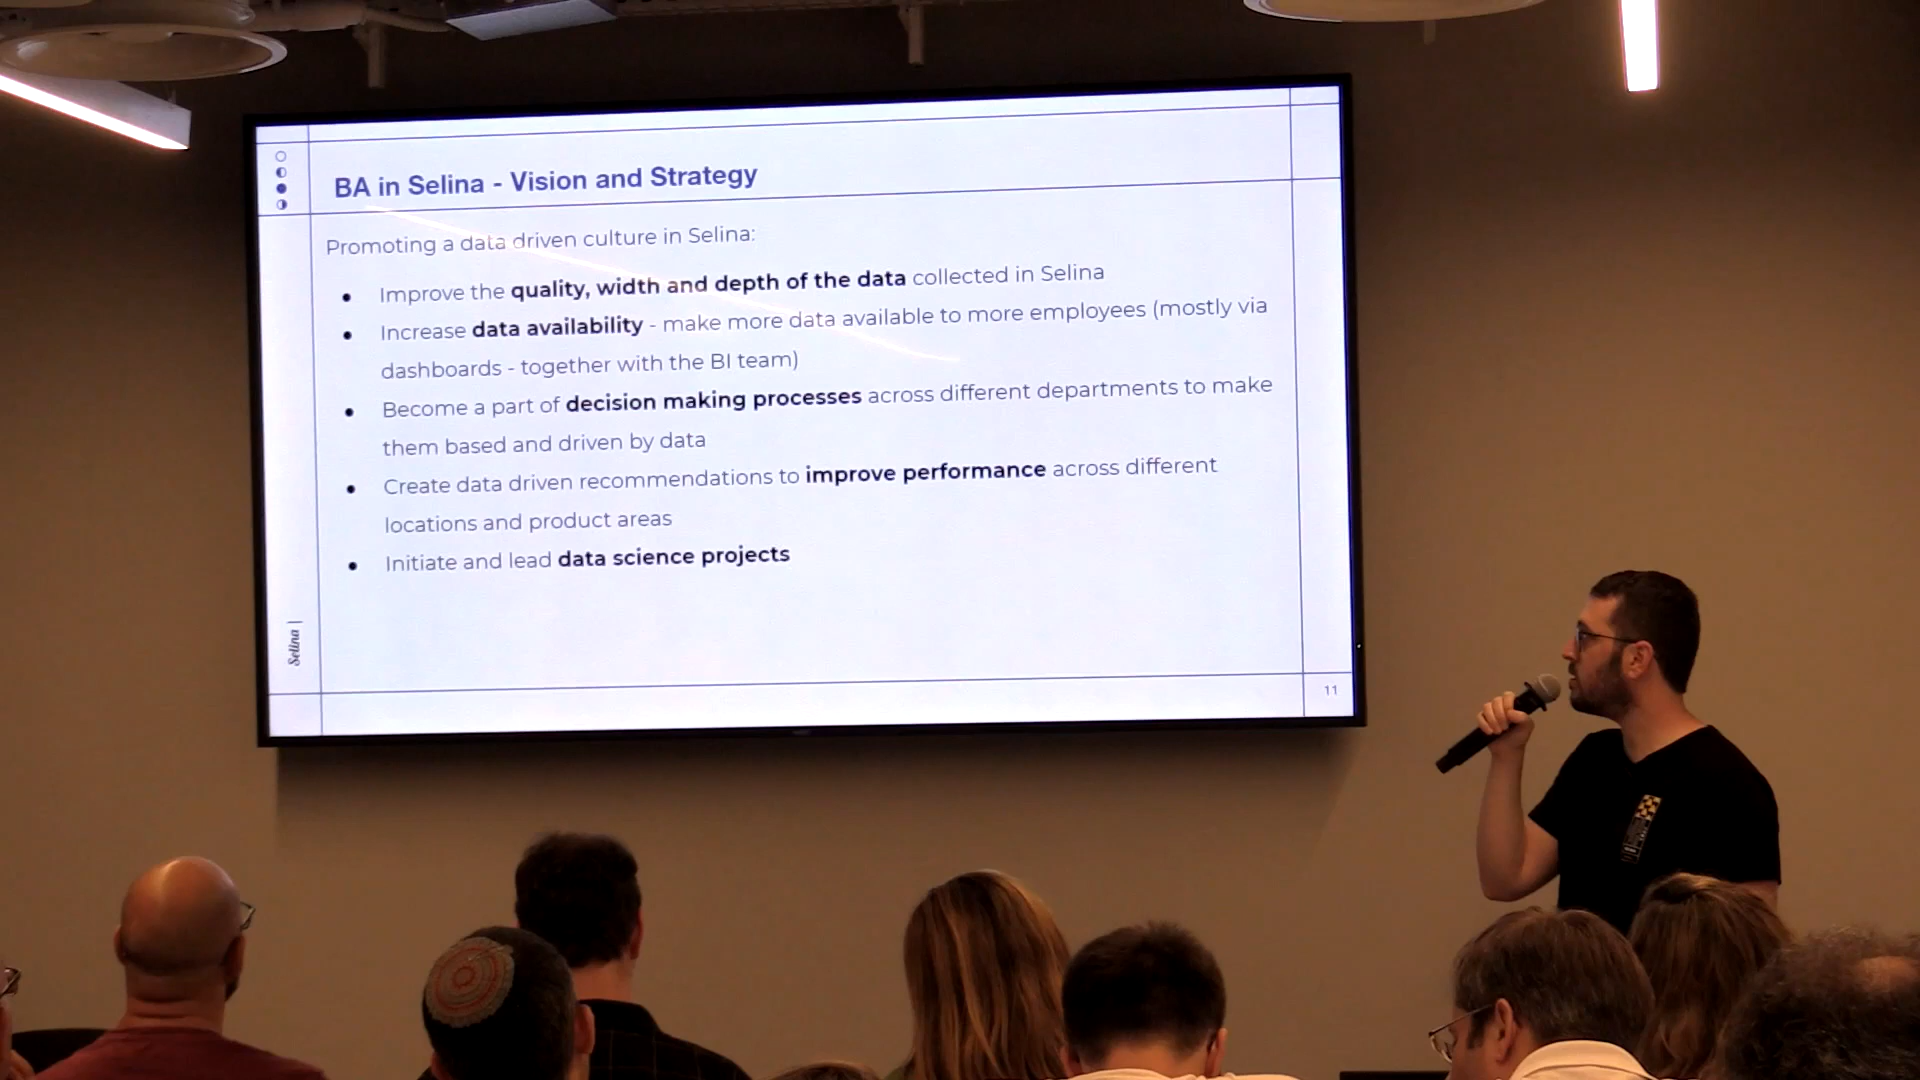 BA in Selina - Vision and Strategy
Promoting a data driven culture in Selina:
● Improve the quality, width and depth of the data collected in Selina
● Increase data availability - make more data available to more employees (mostly via
dashboards - together with the BI team)
● Become a part of decision making processes across different departments to make
them based and driven by data
● Create data driven recommendations to improve performance across different
locations and product areas
● Initiate and lead data science projects
Selina |
11